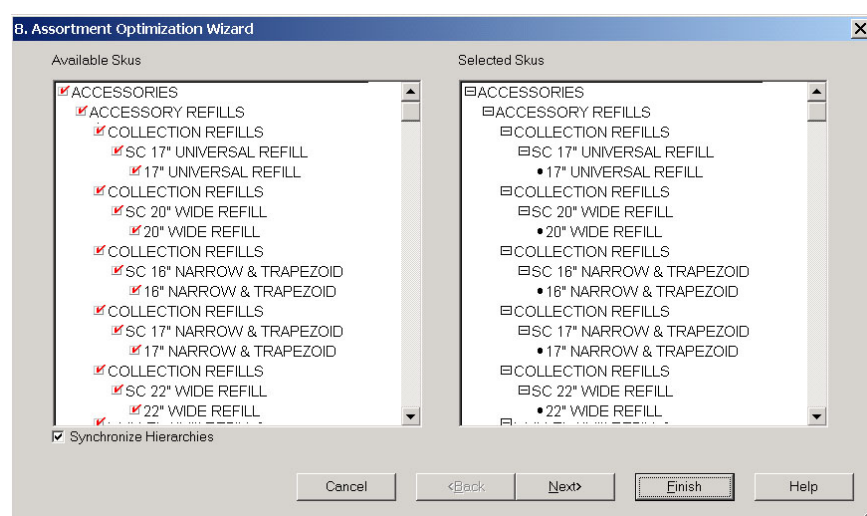 8. Assortment Optimization Wizard
Available Skus
ACCESSORIES
ACCESSORY REFILLS
COLLECTION REFILLS
SC 17" UNIVERSAL REFILL
17" UNIVERSAL REFILL
COLLECTION REFILLS
SC 20" WIDE REFILL
20" WIDE REFILL
COLLECTION REFILLS
SC 16" NARROW & TRAPEZOID
16" NARROW & TRAPEZOID
COLLECTION REFILLS
SC 17" NARROW & TRAPEZOID
17" NARROW & TRAPEZOID
COLLECTION REFILLS
SC 22" WIDE REFILL
22" WIDE REFILL
Synchronize Hierarchies
Selected Skus
ACCESSORIES
ACCESSORY REFILLS
COLLECTION REFILLS
SC 17" UNIVERSAL REFILL
17" UNIVERSAL REFILL
COLLECTION REFILLS
SC 20" WIDE REFILL
20" WIDE REFILL
COLLECTION REFILLS
SC 16" NARROW & TRAPEZOID
16" NARROW & TRAPEZOID
COLLECTION REFILLS
SC 17" NARROW & TRAPEZOID
17" NARROW & TRAPEZOID
COLLECTION REFILLS
SC 22" WIDE REFILL
22" WIDE REFILL
Cancel
<Back
Next>
Finish
Help